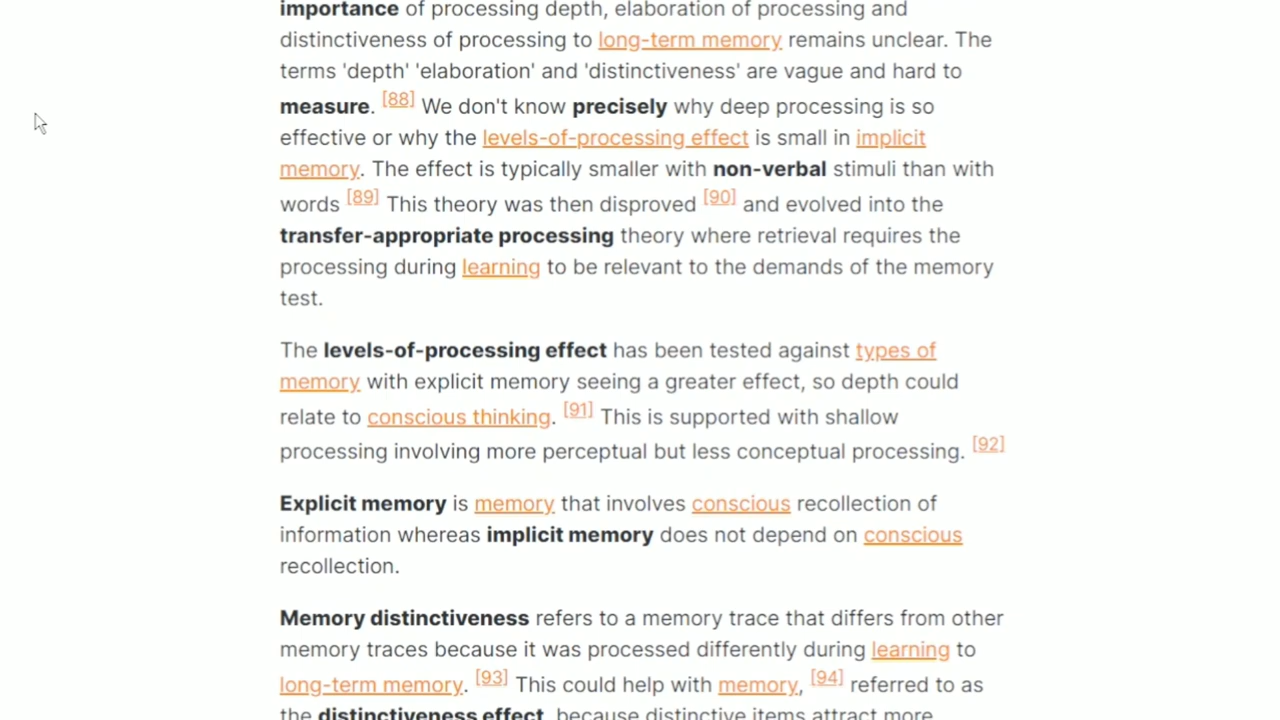 importance of processing depth, elaboration of processing and
distinctiveness of processing to long-term memory remains unclear. The
terms 'depth' 'elaboration' and 'distinctiveness' are vague and hard to
measure. [88] We don't know precisely why deep processing is so
effective or why the levels-of-processing effect is small in implicit
memory. The effect is typically smaller with non-verbal stimuli than with
words [89] This theory was then disproved [90] and evolved into the
transfer-appropriate processing theory where retrieval requires the
processing during learning to be relevant to the demands of the memory
test.
The levels-of-processing effect has been tested against types of
memory with explicit memory seeing a greater effect, so depth could
relate to conscious thinking. [91] This is supported with shallow
processing involving more perceptual but less conceptual processing. [92]
Explicit memory is memory that involves conscious recollection of
information whereas implicit memory does not depend on conscious
recollection.
Memory distinctiveness refers to a memory trace that differs from other
memory traces because it was processed differently during learning to
long-term memory. [93] This could help with memory, [94] referred to as
the distinctiveness effect, because distinctive items attract more